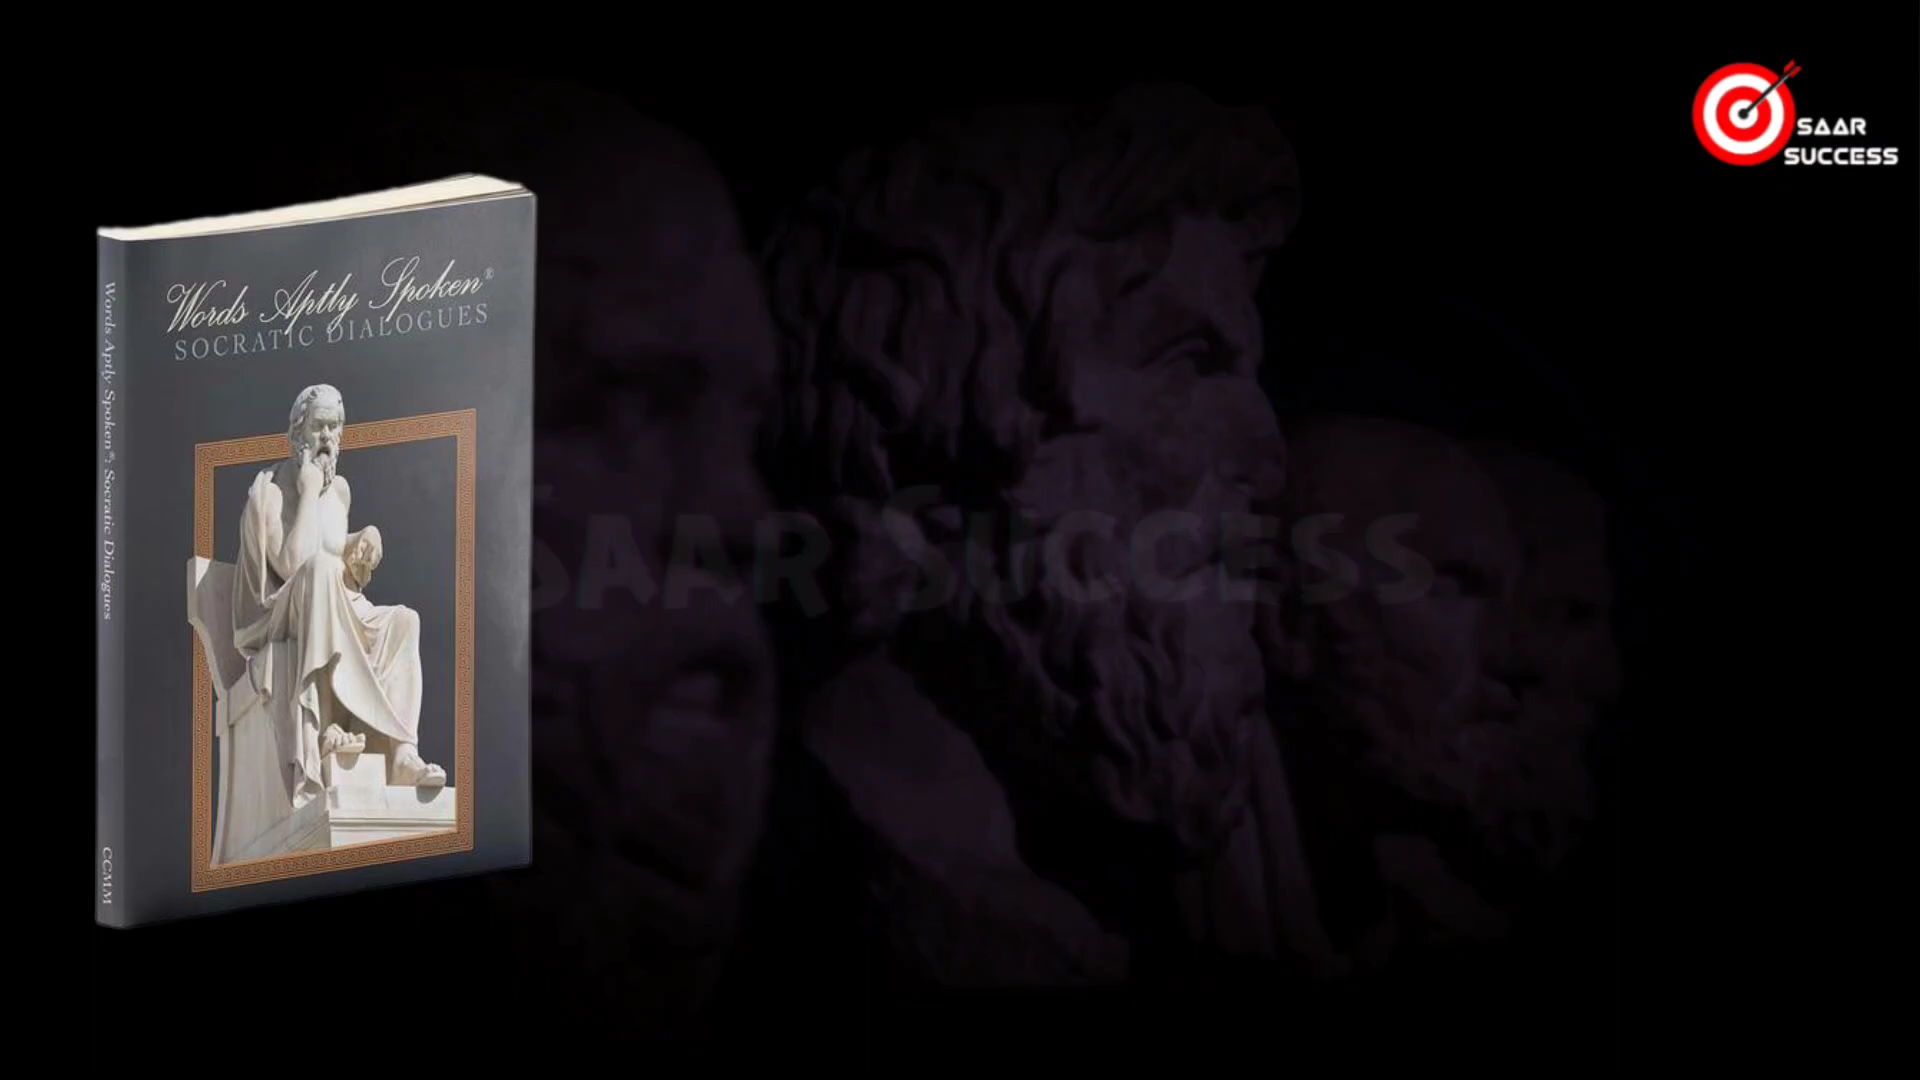 SAAR
SUCCESS
Words Aptly Spoken®
SOCRATIC DIALOGUES
Words Aptly Spoken®: Socratic Dialogues
CCMM
SAAR SUCCESS